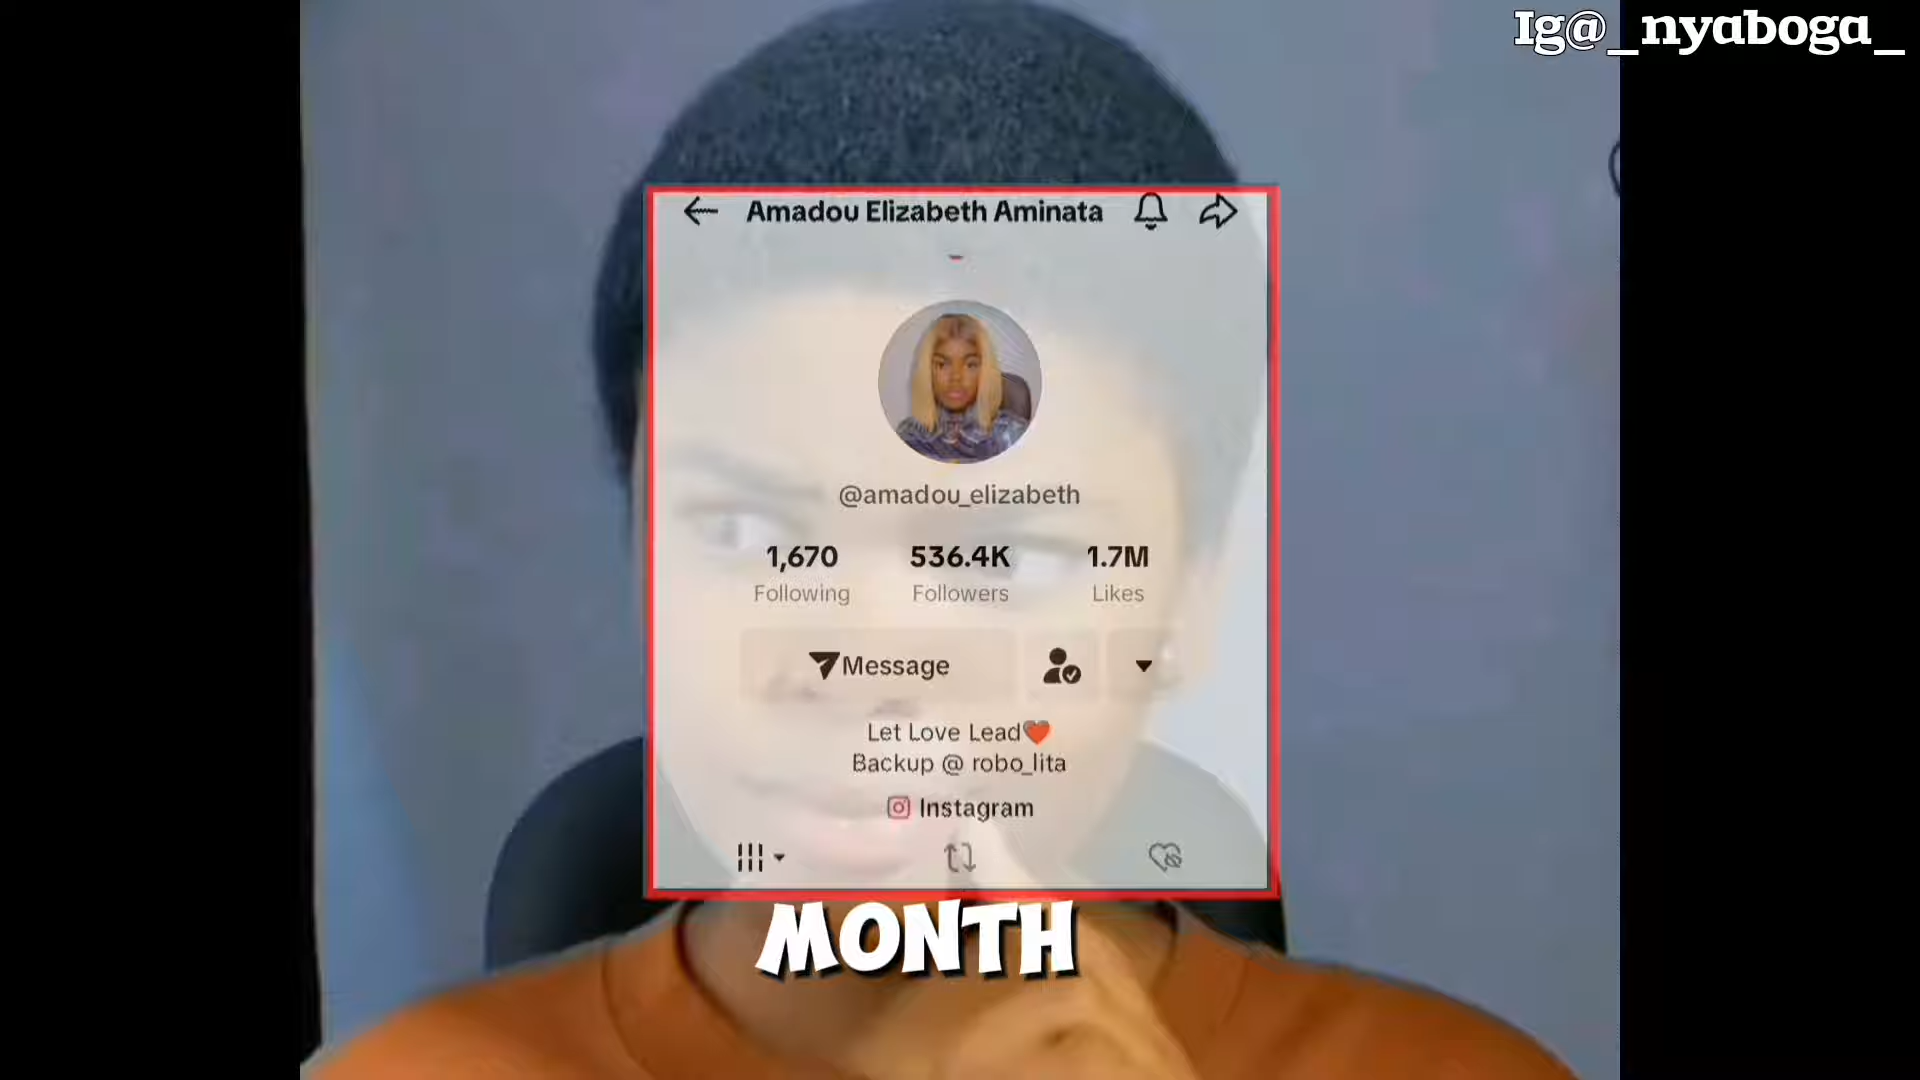 Ig@_nyaboga_
Amadou Elizabeth Aminata
@amadou_elizabeth
1,670 536.4K 1.7M
Following Followers Likes
Message
Let Love Lead❤️
Backup @ robo_lita
Instagram
MONTH